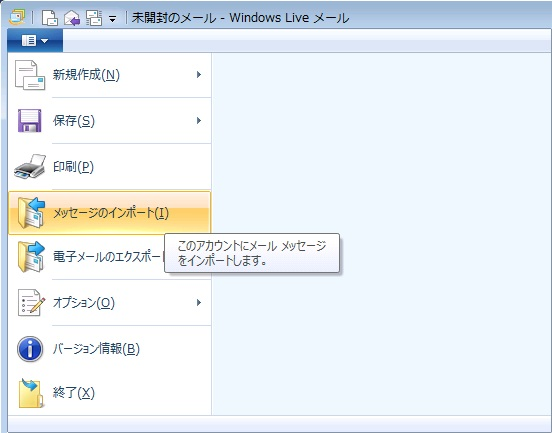 未開封のメール - Windows Live メール
新規作成(N)
保存(S)
印刷(P)
メッセージのインポート(I)
このアカウントにメール メッセージ
をインポートします。
電子メールのエクスポート
オプション(O)
バージョン情報(B)
終了(X)